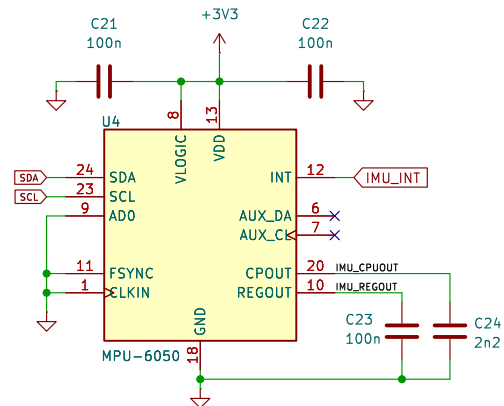 +3V3
C21
100n
C22
100n
U4
8
13
VLOGIC
VDD
SDA
24
SDA
INT
12
IMU_INT
SCL
23
SCL
9
AD0
AUX_DA
6
AUX_CL
7
11
FSYNC
CPOUT
20
IMU_CPUOUT
1
CLKIN
REGOUT
10
IMU_REGOUT
GND
18
MPU-6050
C23
100n
C24
2n2